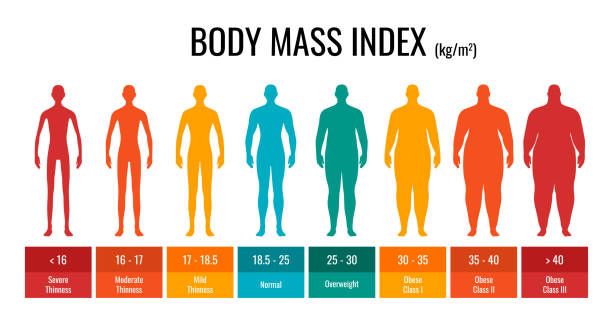 BODY MASS INDEX (kg/m²)
< 16
Severe
Thinness
16 - 17
Moderate
Thinness
17 - 18.5
Mild
Thinness
18.5 - 25
Normal
25 - 30
Overweight
30 - 35
Obese
Class I
35 - 40
Obese
Class II
> 40
Obese
Class III